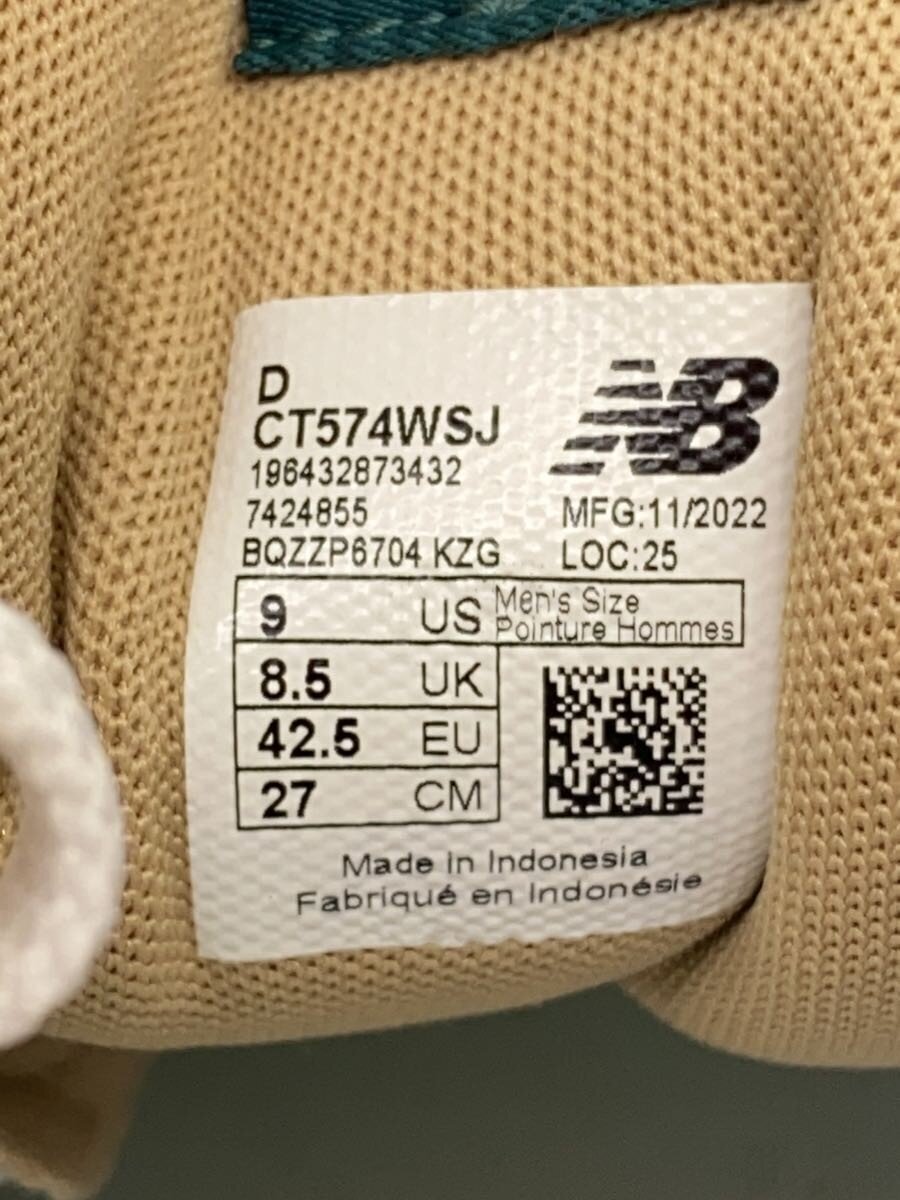 D
NB
CT574WSJ
196432873432
7424855 MFG:11/2022
BQZZP6704 KZG LOC:25
9 US Men's Size
Pointure Hommes
8.5 UK
42.5 EU
27 CM
Made in Indonesia
Fabriqué en Indonésie